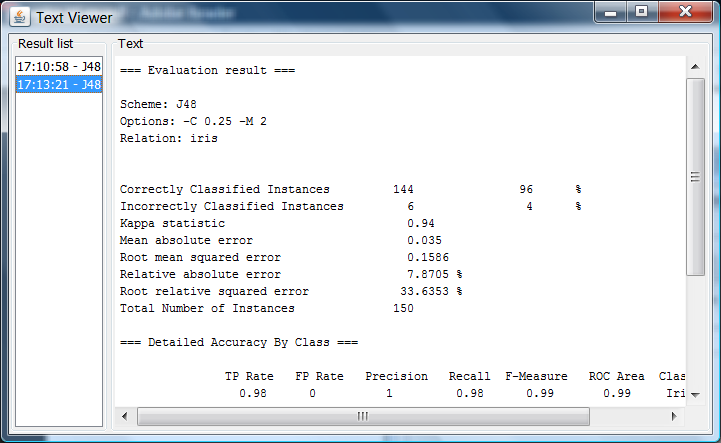 Text Viewer
Result list
Text
17:10:58 - J48
17:13:21 - J48
=== Evaluation result ===
Scheme: J48
Options: -C 0.25 -M 2
Relation: iris
Correctly Classified Instances 144 96 %
Incorrectly Classified Instances 6 4 %
Kappa statistic 0.94
Mean absolute error 0.035
Root mean squared error 0.1586
Relative absolute error 7.8705 %
Root relative squared error 33.6353 %
Total Number of Instances 150
=== Detailed Accuracy By Class ===
TP Rate FP Rate Precision Recall F-Measure ROC Area Clas
0.98 0 1 0.98 0.99 0.99 Iri